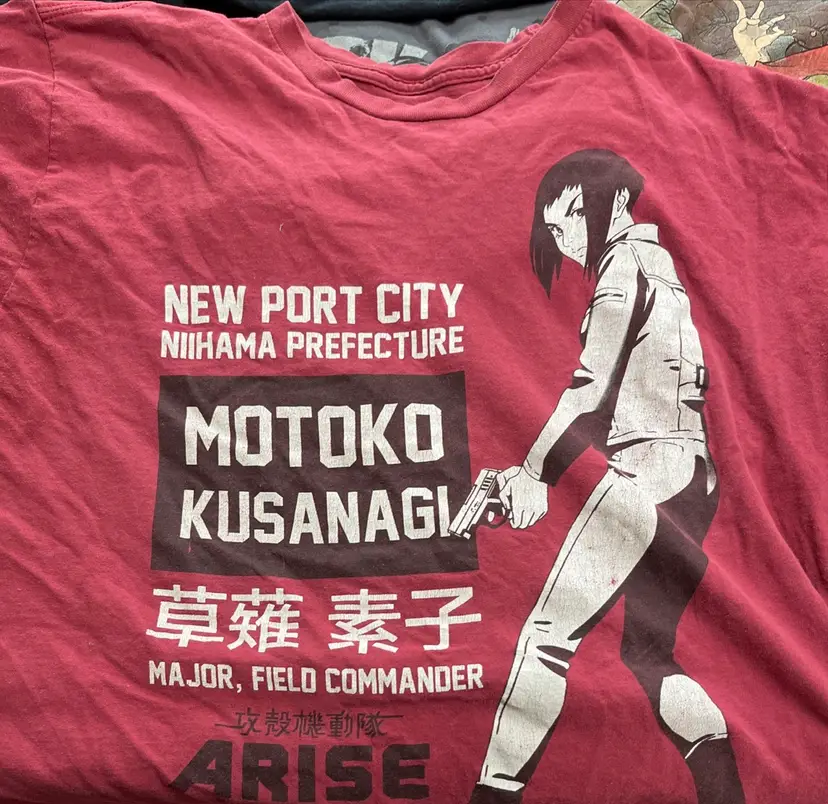 NEW PORT CITY
NIIHAMA PREFECTURE
MOTOKO
KUSANAGI
草薙 素子
MAJOR, FIELD COMMANDER
攻殻機動隊
ARISE